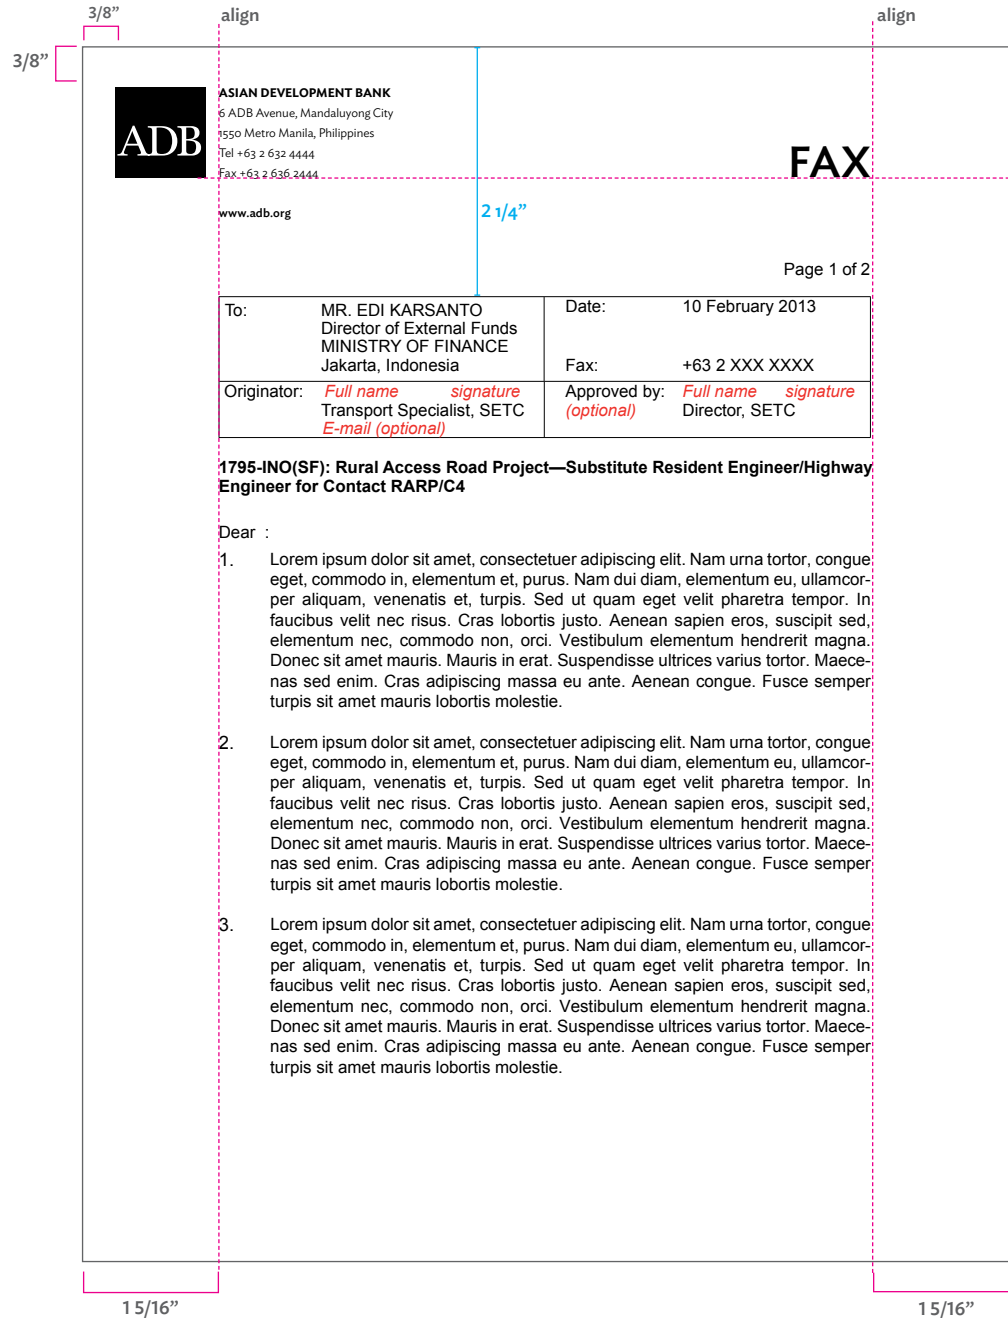 3/8”
align
align
3/8”
ADB
ASIAN DEVELOPMENT BANK
6 ADB Avenue, Mandaluyong City
1550 Metro Manila, Philippines
Tel +63 2 632 4444
Fax +63 2 636 2444
www.adb.org
FAX
2 1/4”
Page 1 of 2
To: MR. EDI KARSANTO
Director of External Funds
MINISTRY OF FINANCE
Jakarta, Indonesia
Date: 10 February 2013
Fax: +63 2 XXX XXXX
Originator: Full name signature
Transport Specialist, SETC
E-mail (optional)
Approved by: Full name signature
(optional) Director, SETC
1795-INO(SF): Rural Access Road Project—Substitute Resident Engineer/Highway
Engineer for Contact RARP/C4
Dear :
1. Lorem ipsum dolor sit amet, consectetuer adipiscing elit. Nam urna tortor, congue
eget, commodo in, elementum et, purus. Nam dui diam, elementum eu, ullamcor-
per aliquam, venenatis et, turpis. Sed ut quam eget velit pharetra tempor. In
faucibus velit nec risus. Cras lobortis justo. Aenean sapien eros, suscipit sed,
elementum nec, commodo non, orci. Vestibulum elementum hendrerit magna.
Donec sit amet mauris. Mauris in erat. Suspendisse ultrices varius tortor. Maece-
nas sed enim. Cras adipiscing massa eu ante. Aenean congue. Fusce semper
turpis sit amet mauris lobortis molestie.
2. Lorem ipsum dolor sit amet, consectetuer adipiscing elit. Nam urna tortor, congue
eget, commodo in, elementum et, purus. Nam dui diam, elementum eu, ullamcor-
per aliquam, venenatis et, turpis. Sed ut quam eget velit pharetra tempor. In
faucibus velit nec risus. Cras lobortis justo. Aenean sapien eros, suscipit sed,
elementum nec, commodo non, orci. Vestibulum elementum hendrerit magna.
Donec sit amet mauris. Mauris in erat. Suspendisse ultrices varius tortor. Maece-
nas sed enim. Cras adipiscing massa eu ante. Aenean congue. Fusce semper
turpis sit amet mauris lobortis molestie.
3. Lorem ipsum dolor sit amet, consectetuer adipiscing elit. Nam urna tortor, congue
eget, commodo in, elementum et, purus. Nam dui diam, elementum eu, ullamcor-
per aliquam, venenatis et, turpis. Sed ut quam eget velit pharetra tempor. In
faucibus velit nec risus. Cras lobortis justo. Aenean sapien eros, suscipit sed,
elementum nec, commodo non, orci. Vestibulum elementum hendrerit magna.
Donec sit amet mauris. Mauris in erat. Suspendisse ultrices varius tortor. Maece-
nas sed enim. Cras adipiscing massa eu ante. Aenean congue. Fusce semper
turpis sit amet mauris lobortis molestie.
1 5/16”
1 5/16”